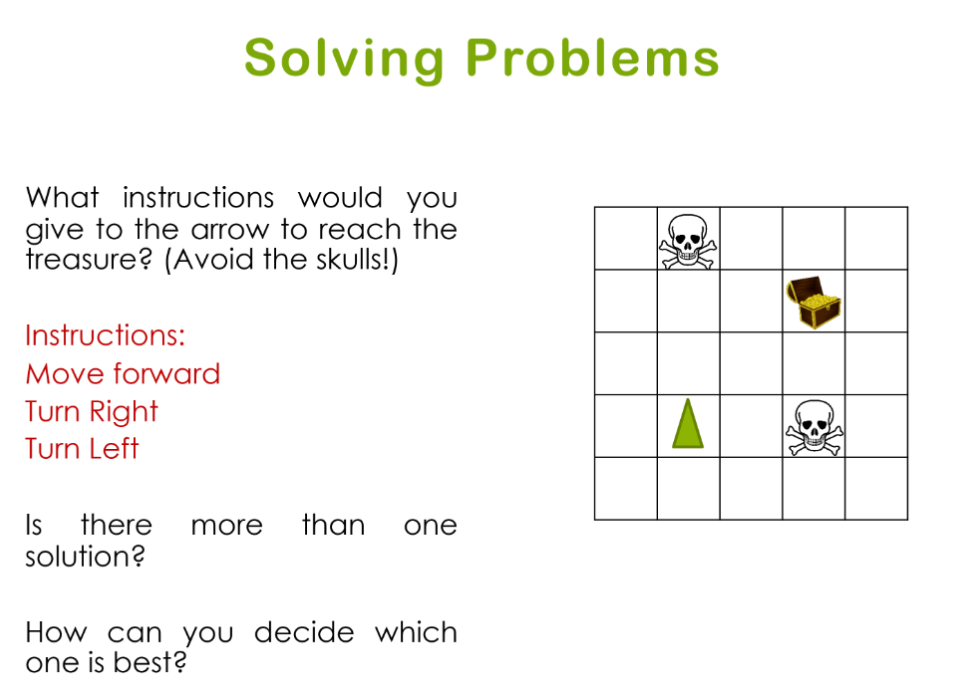 Solving Problems
What instructions would you
give to the arrow to reach the
treasure? (Avoid the skulls!)
Instructions:
Move forward
Turn Right
Turn Left
Is there more than one
solution?
How can you decide which
one is best?